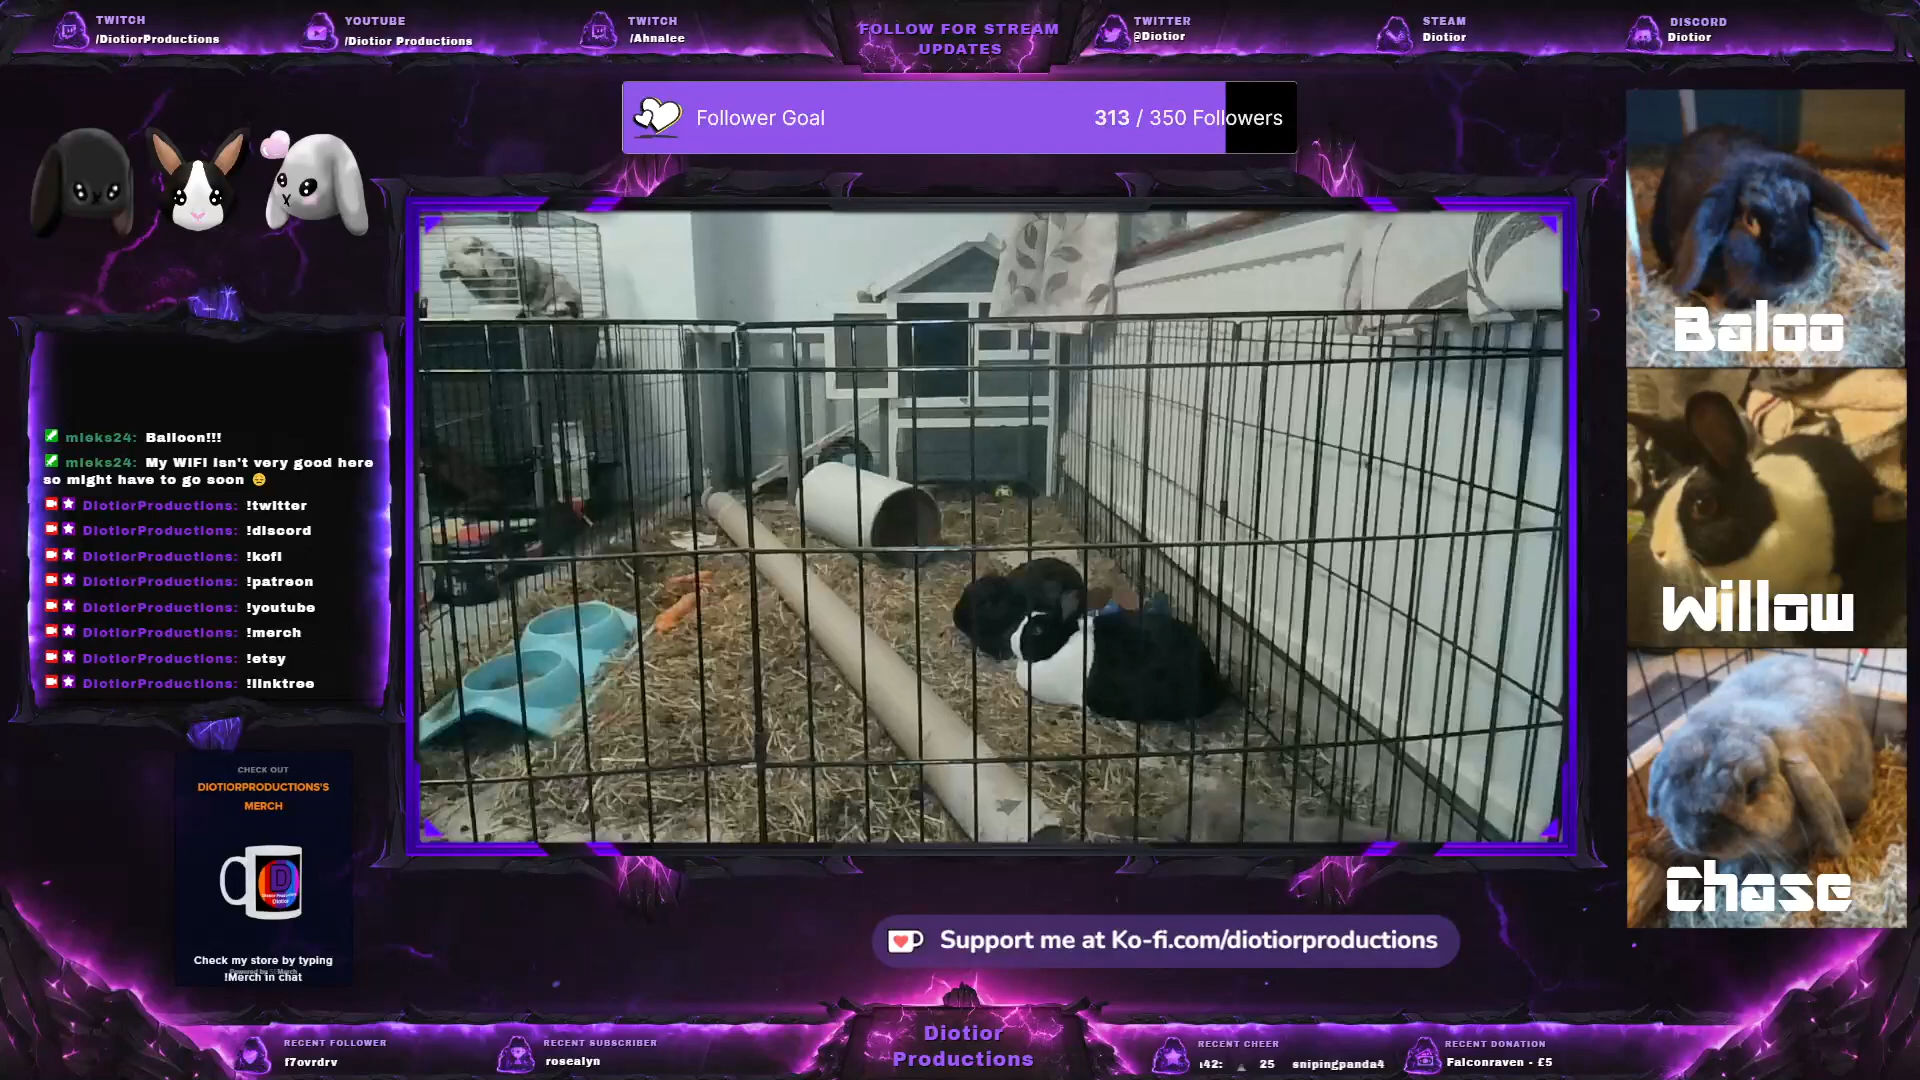 TWITCH
/DiotiorProductions
YOUTUBE
/Diotior Productions
TWITCH
/Ahnalee
FOLLOW FOR STREAM
UPDATES
TWITTER
@Diotior
STEAM
Diotior
DISCORD
Diotior
Follower Goal
313 / 350 Followers
mieks24: Balloon!!!
mieks24: My WiFi isn't very good here
so might have to go soon 😔
DiotiorProductions: !twitter
DiotiorProductions: !discord
DiotiorProductions: !kofi
DiotiorProductions: !patreon
DiotiorProductions: !youtube
DiotiorProductions: !merch
DiotiorProductions: !etsy
DiotiorProductions: !linktree
Baloo
Willow
Chase
CHECK OUT
DIOTIORPRODUCTIONS'S
MERCH
D
Diotior
Check my store by typing
!Merch in chat
Support me at Ko-fi.com/diotiorproductions
RECENT FOLLOWER
f7ovrdrv
RECENT SUBSCRIBER
rosealyn
Diotior
Productions
RECENT CHEER
42: 25 snipingpanda4
RECENT DONATION
Falconraven - £5